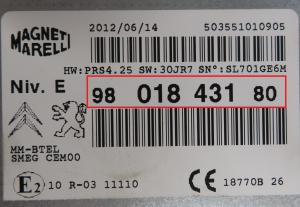 MAGNETI
MARELLI
2012/06/14 503551010905
HW:PRS4.25 SW:30JR7 SN°:SL701GE6M
Niv. E
98 018 431 80
MM-BTEL
SMEG CEM00
E2 10 R-03 11110
CE 18770B 26